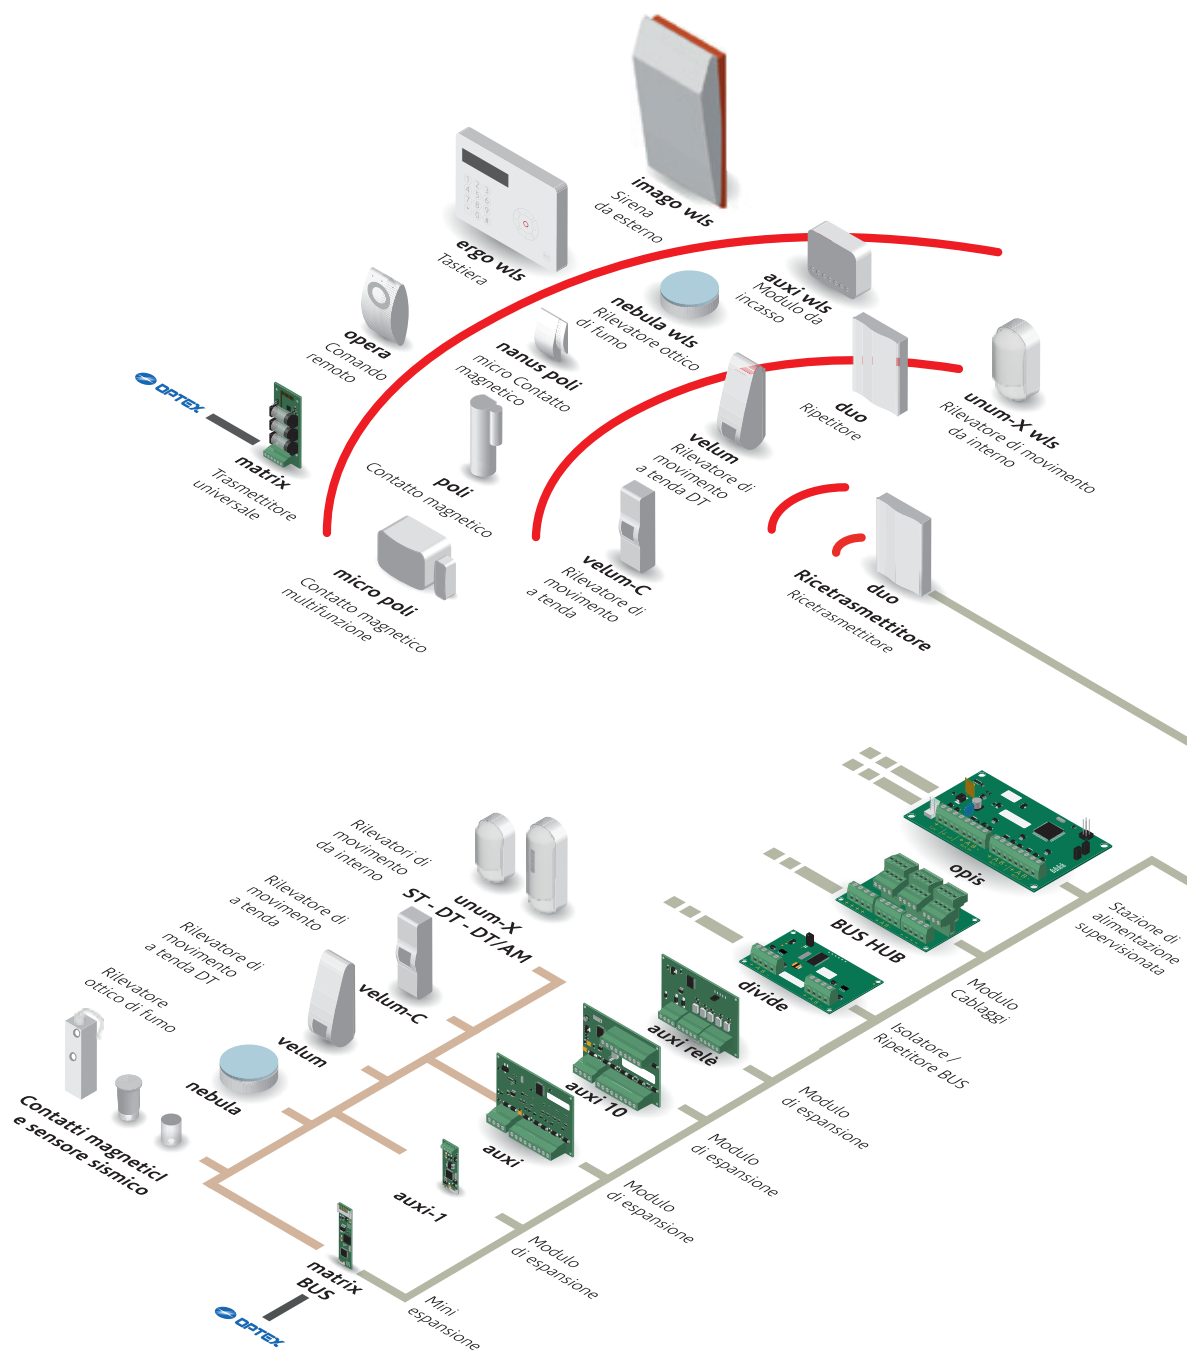 imago wls
Sirena
da esterno
ergo wls
Tastiera
auxi wls
Modulo da
incasso
nebula wls
Rilevatore ottico
di fumo
opera
Comando
remoto
nanus poli
micro Contatto
magnetico
OPTEX
matrix
Trasmettitore
universale
poli
Contatto magnetico
velum
Rilevatore di
movimento
a tenda DT
duo
Ripetitore
unum-X wls
Rilevatore di movimento
da interno
micro poli
Contatto magnetico
multifunzione
velum-C
Rilevatore di
movimento
a tenda
duo
Ricetrasmettitore
Ricetrasmettitore
opis
Stazione di
alimentazione
supervisionata
BUS HUB
Modulo
Cablaggi
divide
Isolatore /
Ripetitore BUS
auxi relè
Modulo
di espansione
auxi 10
Modulo
di espansione
auxi
Modulo
di espansione
auxi-1
Modulo
di espansione
matrix
BUS
Mini
espansione
OPTEX
Rilevatori di
movimento
da interno
unum-X
ST - DT - DT/AM
Rilevatore di
movimento
a tenda
velum-C
Rilevatore di
movimento
a tenda DT
velum
Rilevatore
ottico di fumo
nebula
Contatti magneticI
e sensore sismico